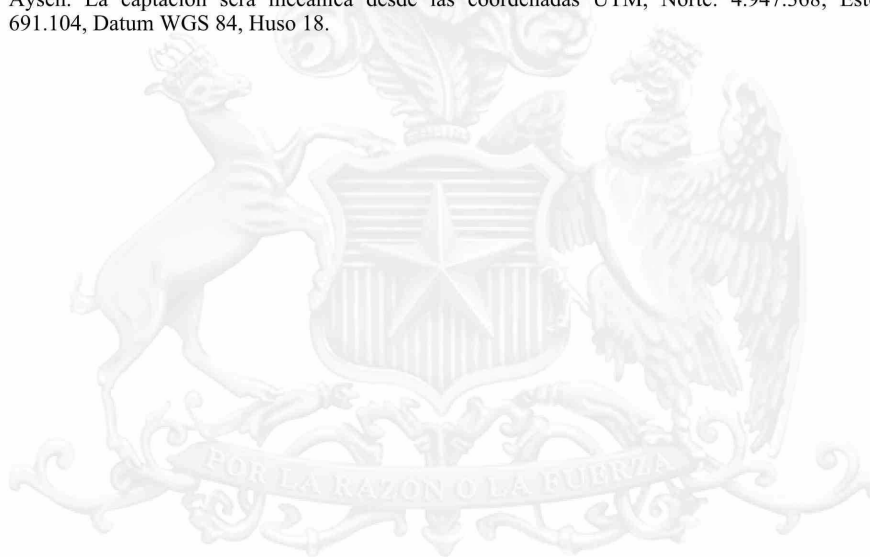 Aysén. La captación será mecánica desde las coordenadas UTM, Norte: 4.947.568, Este
691.104, Datum WGS 84, Huso 18.
POR LA RAZON O LA FUERZA